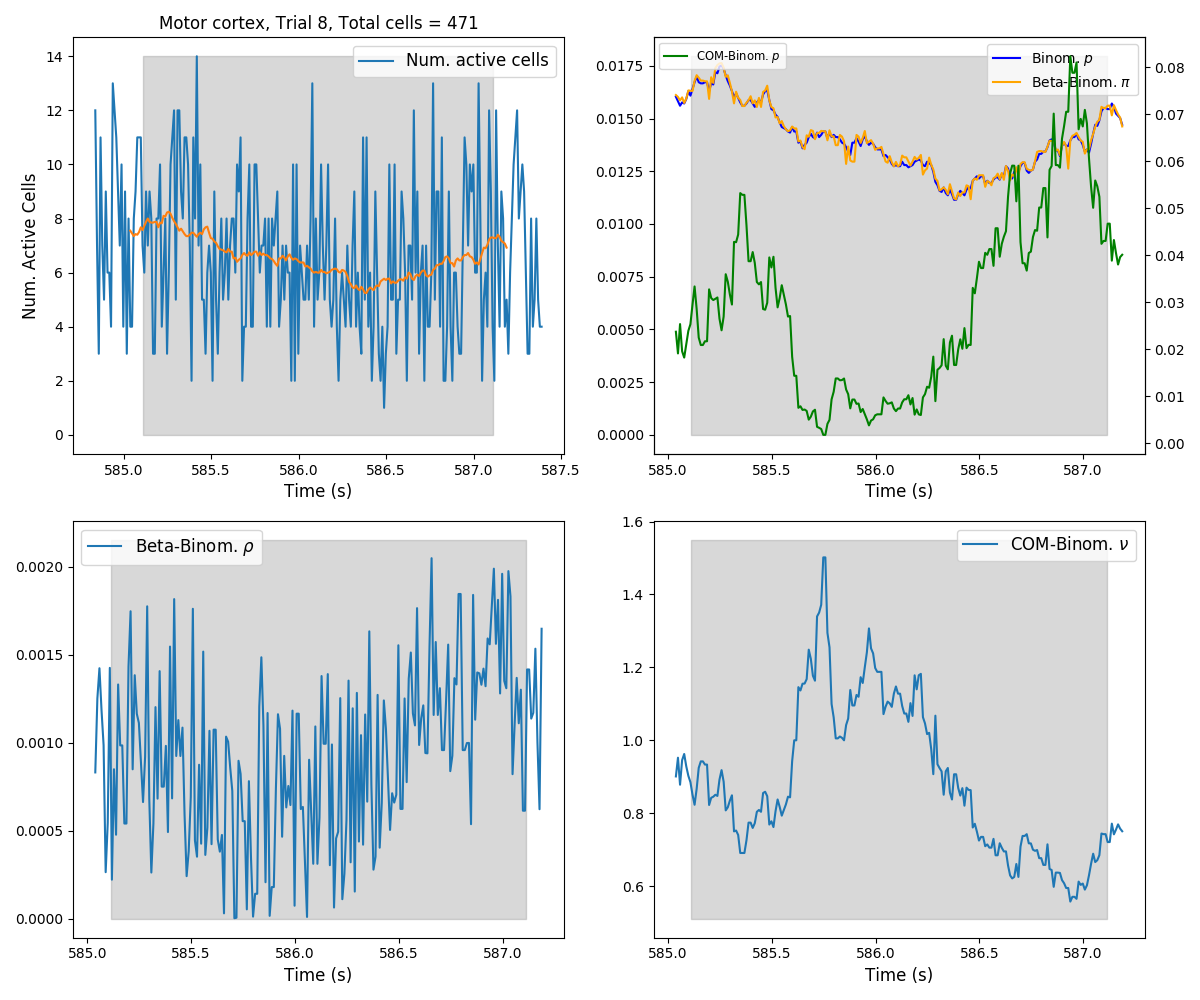 Motor cortex, Trial 8, Total cells = 471
Num. active cells
Num. Active Cells
14
12
10
8
6
4
2
0
585.0 585.5 586.0 586.5 587.0 587.5
Time (s)
COM-Binom. p
Binom. p
Beta-Binom. π
0.0175
0.0150
0.0125
0.0100
0.0075
0.0050
0.0025
0.0000
0.08
0.07
0.06
0.05
0.04
0.03
0.02
0.01
0.00
585.0 585.5 586.0 586.5 587.0
Time (s)
Beta-Binom. ρ
0.0020
0.0015
0.0010
0.0005
0.0000
585.0 585.5 586.0 586.5 587.0
Time (s)
COM-Binom. ν
1.6
1.4
1.2
1.0
0.8
0.6
585.0 585.5 586.0 586.5 587.0
Time (s)